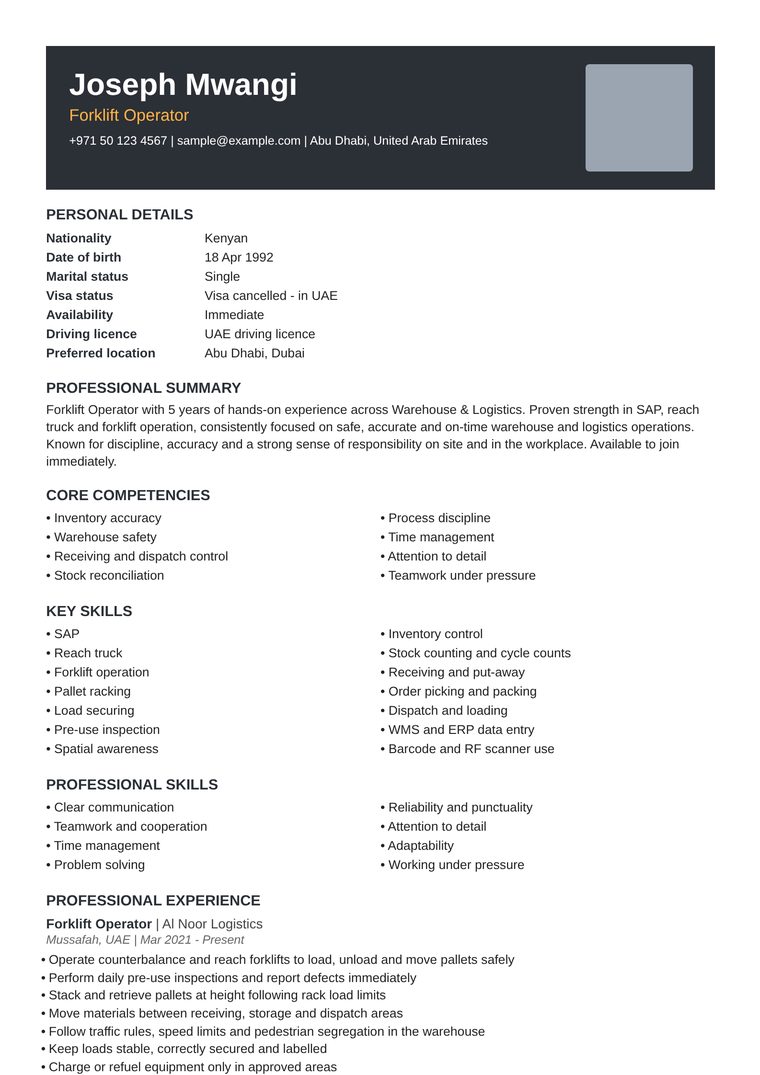 Joseph Mwangi
Forklift Operator
+971 50 123 4567 | sample@example.com | Abu Dhabi, United Arab Emirates
PERSONAL DETAILS
Nationality Kenyan
Date of birth 18 Apr 1992
Marital status Single
Visa status Visa cancelled - in UAE
Availability Immediate
Driving licence UAE driving licence
Preferred location Abu Dhabi, Dubai
PROFESSIONAL SUMMARY
Forklift Operator with 5 years of hands-on experience across Warehouse & Logistics. Proven strength in SAP, reach
truck and forklift operation, consistently focused on safe, accurate and on-time warehouse and logistics operations.
Known for discipline, accuracy and a strong sense of responsibility on site and in the workplace. Available to join
immediately.
CORE COMPETENCIES
• Inventory accuracy
• Warehouse safety
• Receiving and dispatch control
• Stock reconciliation
• Process discipline
• Time management
• Attention to detail
• Teamwork under pressure
KEY SKILLS
• SAP
• Reach truck
• Forklift operation
• Pallet racking
• Load securing
• Pre-use inspection
• Spatial awareness
• Inventory control
• Stock counting and cycle counts
• Receiving and put-away
• Order picking and packing
• Dispatch and loading
• WMS and ERP data entry
• Barcode and RF scanner use
PROFESSIONAL SKILLS
• Clear communication
• Teamwork and cooperation
• Time management
• Problem solving
• Reliability and punctuality
• Attention to detail
• Adaptability
• Working under pressure
PROFESSIONAL EXPERIENCE
Forklift Operator | Al Noor Logistics
Mussafah, UAE | Mar 2021 - Present
• Operate counterbalance and reach forklifts to load, unload and move pallets safely
• Perform daily pre-use inspections and report defects immediately
• Stack and retrieve pallets at height following rack load limits
• Move materials between receiving, storage and dispatch areas
• Follow traffic rules, speed limits and pedestrian segregation in the warehouse
• Keep loads stable, correctly secured and labelled
• Charge or refuel equipment only in approved areas